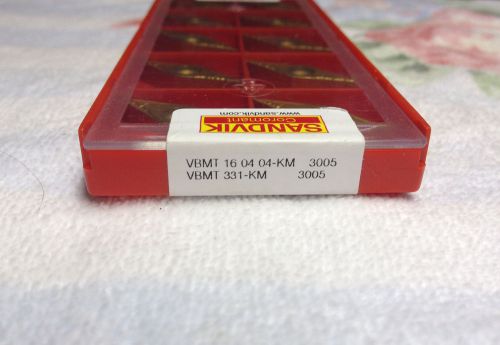 www.sandvik.com
Coromant
SANDVIK
VBMT 16 04 04-KM 3005
VBMT 331-KM 3005